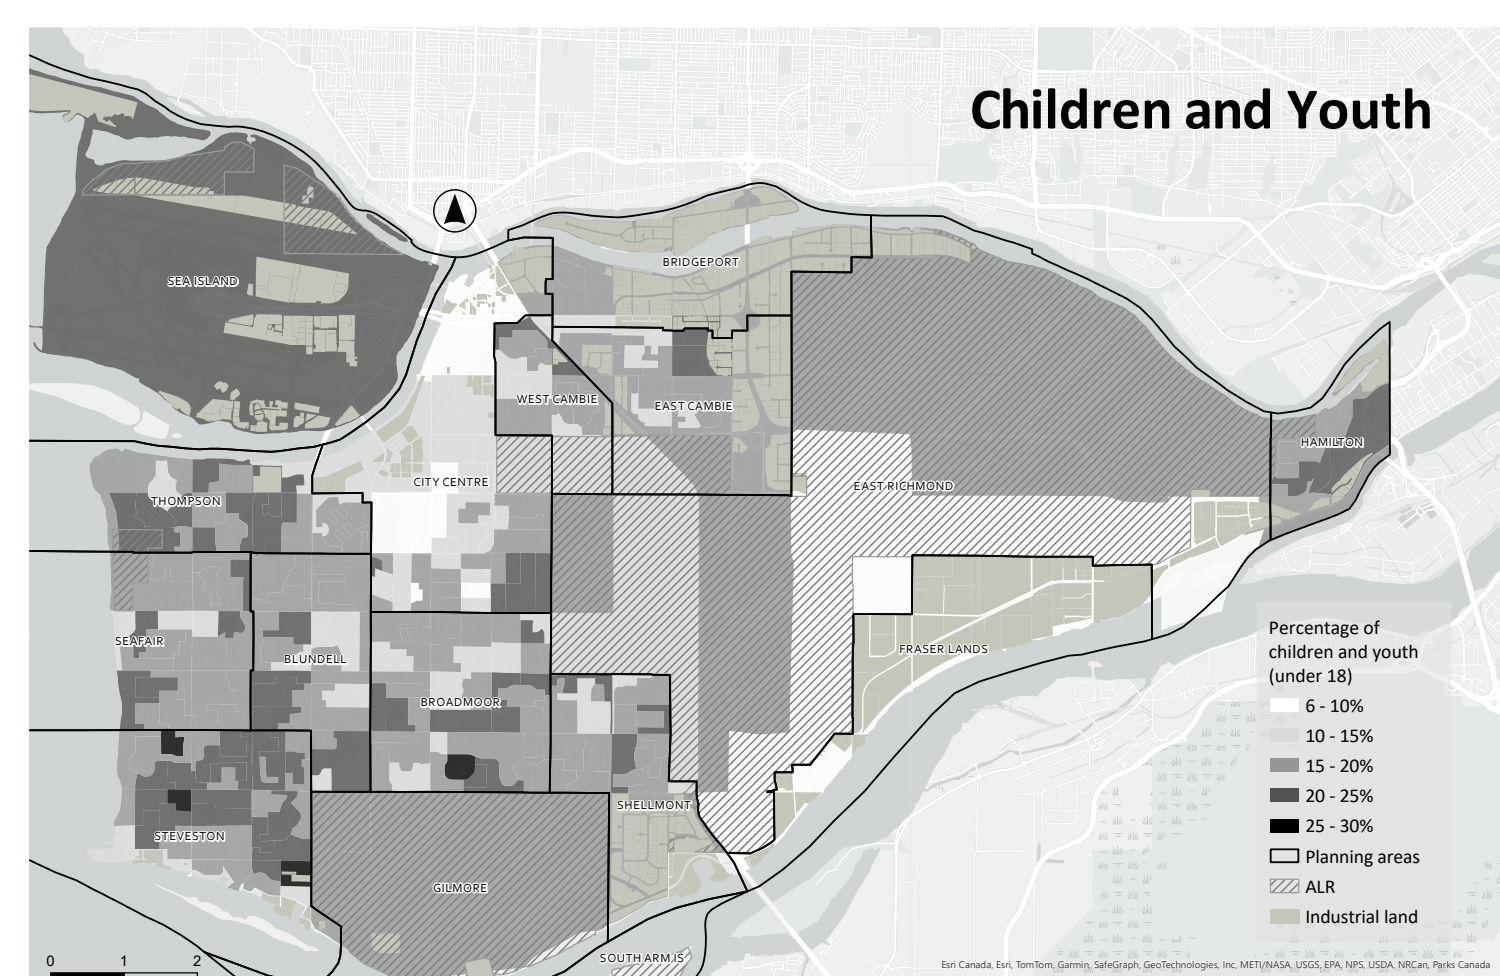 Children and Youth
SEA ISLAND
BRIDGEPORT
WEST CAMBIE
EAST CAMBIE
HAMILTON
CITY CENTRE
EAST RICHMOND
THOMPSON
SEAFAIR
BLUNDELL
FRASER LANDS
BROADMOOR
SHELLMONT
STEVESTON
GILMORE
SOUTH ARM IS
Percentage of
children and youth
(under 18)
6 - 10%
10 - 15%
15 - 20%
20 - 25%
25 - 30%
Planning areas
ALR
Industrial land
0 1 2
Esri Canada, Esri, TomTom, Garmin, SafeGraph, GeoTechnologies, Inc, METI/NASA, USGS, EPA, NPS, USDA, NRCan, Parks Canada